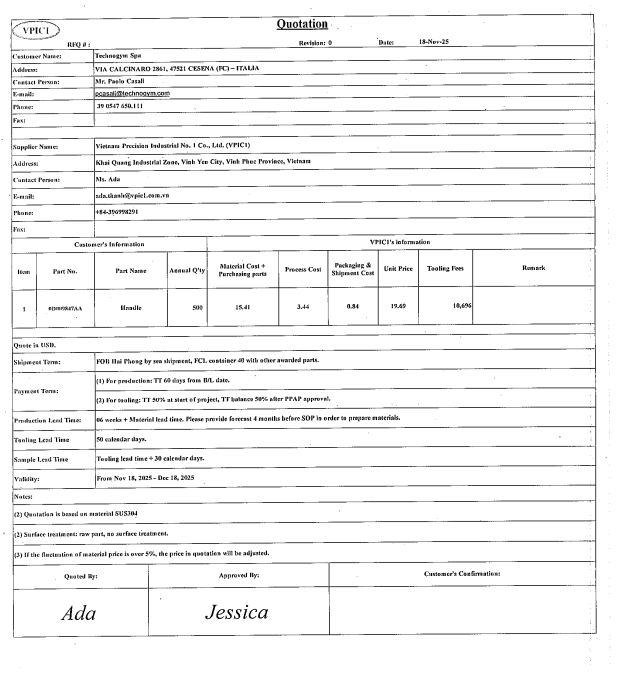 VPIC1
Quotation
RFQ # : Revision: 0 Date: 18-Nov-25
Customer Name: Technogym Spa
Address: VIA CALCINARO 2861, 47521 CESENA (FC) – ITALIA
Contact Person: Mr. Paolo Casali
E-mail: pcasali@technogym.com
Phone: 39 0547 650.111
Fax:
Supplier Name: Vietnam Precision Industrial No. 1 Co., Ltd. (VPIC1)
Address: Khai Quang Industrial Zone, Vinh Yen City, Vinh Phuc Province, Vietnam
Contact Person: Ms. Ada
E-mail: ada.thanh@vpic1.com.vn
Phone: +84-396998291
Fax:
Customer's Information VPIC1's information
Item Part No. Part Name Annual Q'ty Material Cost + Purchasing parts Process Cost Packaging & Shipment Cost Unit Price Tooling Fees Remark
1 Handle 500 15.41 3.44 0.84 19.69 10,696
Quote in USD.
Shipment Term: FOB Hai Phong by sea shipment, FCL container 40 with other awarded parts.
Payment Term: (1) For production: TT 60 days from B/L date.
(2) For tooling: TT 50% at start of project, TT balance 50% after PPAP approval.
Production Lead Time: 06 weeks + Material lead time. Please provide forecast 4 months before SOP in order to prepare materials.
Tooling Lead Time 50 calendar days.
Sample Lead Time Tooling lead time + 30 calendar days.
Validity: From Nov 18, 2025 - Dec 18, 2025
Notes:
(2) Quotation is based on material SUS304
(2) Surface treatment: raw part, no surface treatment.
(3) If the fluctuation of material price is over 5%, the price in quotation will be adjusted.
Quoted By: Approved By: Customer's Confirmation:
Ada Jessica